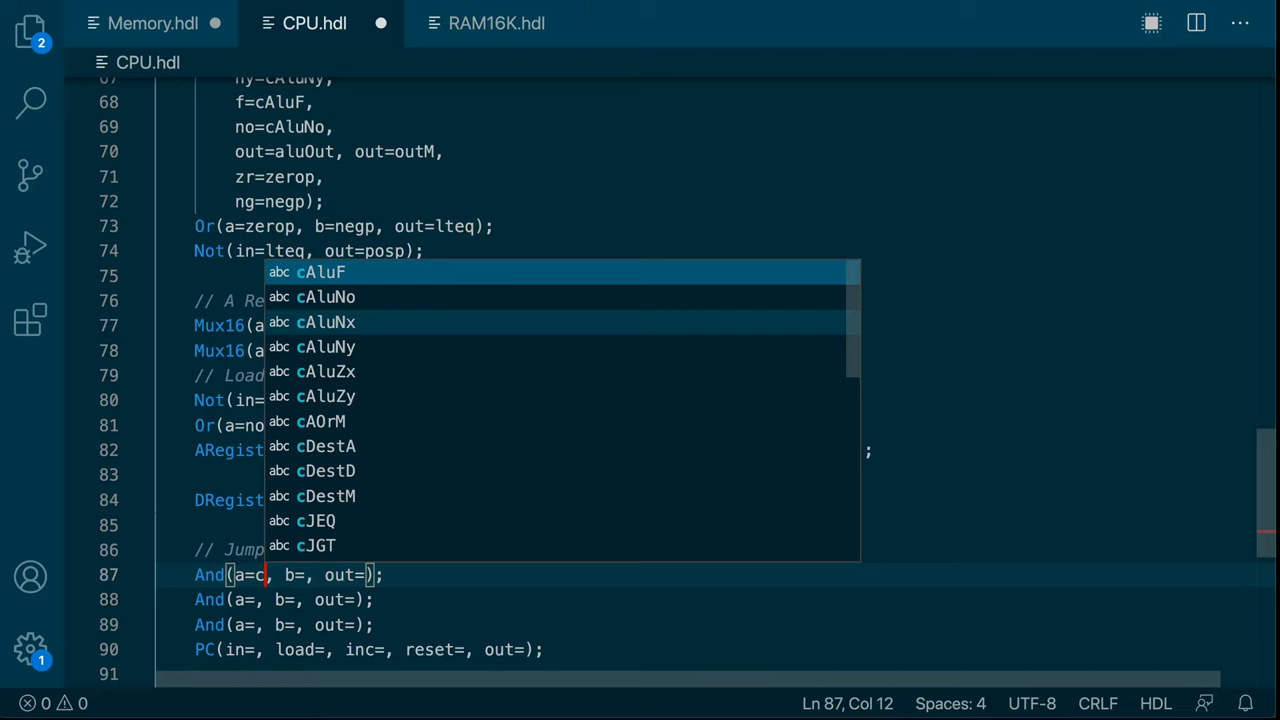 Memory.hdl CPU.hdl RAM16K.hdl
CPU.hdl
2
67 ny=cAluNy,
68 f=cAluF,
69 no=cAluNo,
70 out=aluOut, out=outM,
71 zr=zerop,
72 ng=negp);
73 Or(a=zerop, b=negp, out=lteq);
74 Not(in=lteq, out=posp);
75 cAluF
76 // A Re abc cAluNo
77 Mux16(a abc cAluNx
78 Mux16(a abc cAluNy
79 // Load abc cAluZx
80 Not(in= abc cAluZy
81 Or(a=no abc cAOrM
82 ARegist abc cDestA ;
83 abc cDestD
84 DRegist abc cDestM
85 abc cJEQ
86 // Jump abc cJGT
87 And(a=c, b=, out=);
88 And(a=, b=, out=);
89 And(a=, b=, out=);
90 PC(in=, load=, inc=, reset=, out=);
91
1
0 0 Ln 87, Col 12 Spaces: 4 UTF-8 CRLF HDL